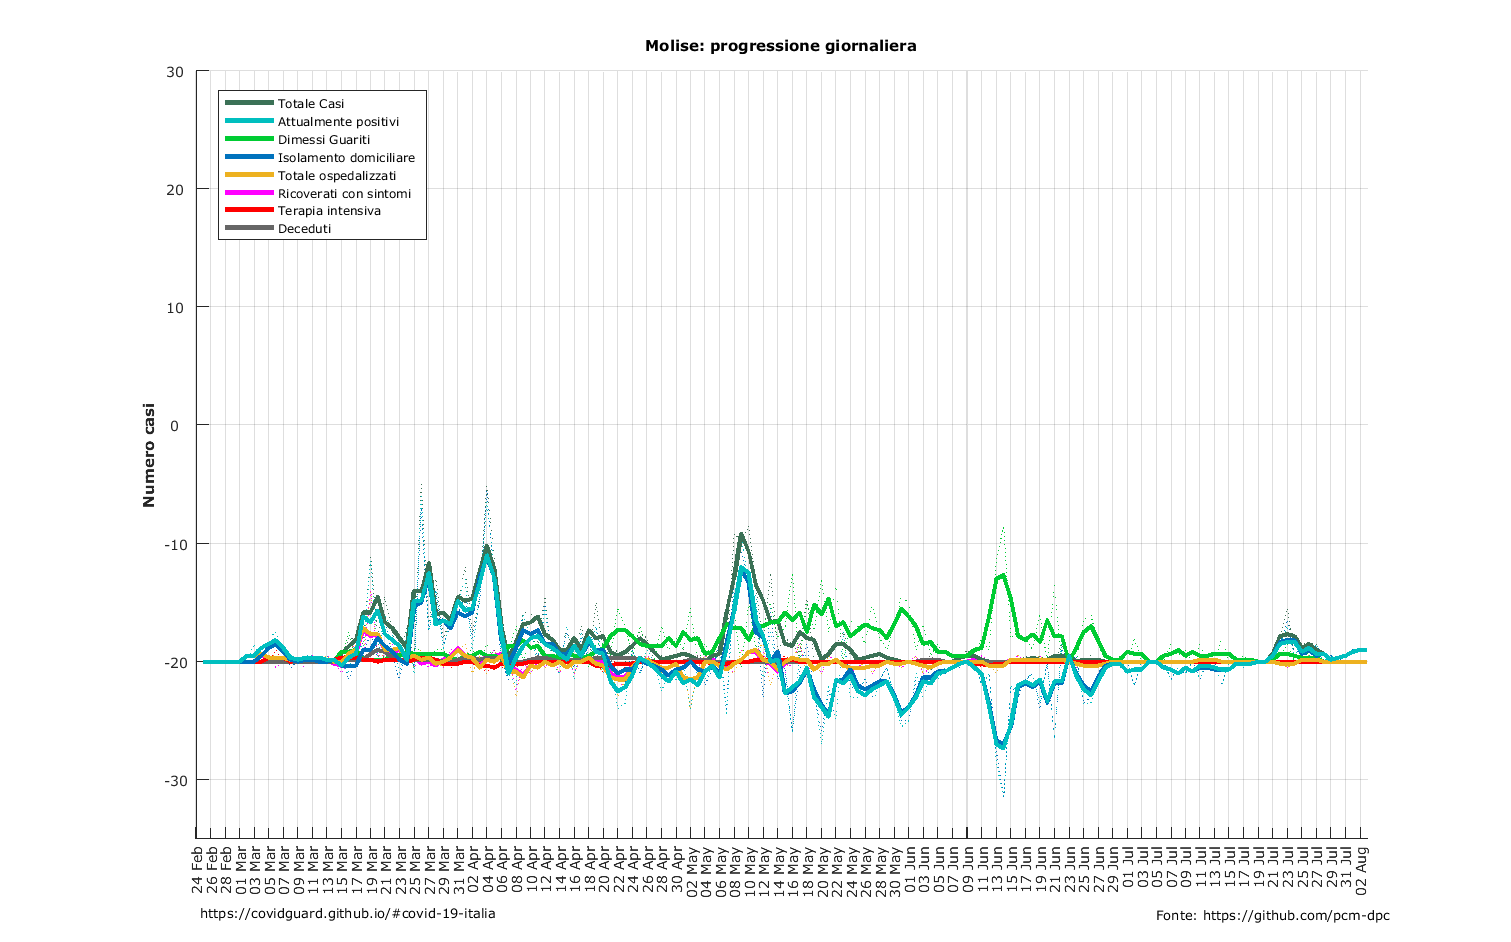 Molise: progressione giornaliera
30
20
10
0
-10
-20
-30
Numero casi
Totale Casi
Attualmente positivi
Dimessi Guariti
Isolamento domiciliare
Totale ospedalizzati
Ricoverati con sintomi
Terapia intensiva
Deceduti
24 Feb
26 Feb
28 Feb
01 Mar
03 Mar
05 Mar
07 Mar
09 Mar
11 Mar
13 Mar
15 Mar
17 Mar
19 Mar
21 Mar
23 Mar
25 Mar
27 Mar
29 Mar
31 Mar
02 Apr
04 Apr
06 Apr
08 Apr
10 Apr
12 Apr
14 Apr
16 Apr
18 Apr
20 Apr
22 Apr
24 Apr
26 Apr
28 Apr
30 Apr
02 May
04 May
06 May
08 May
10 May
12 May
14 May
16 May
18 May
20 May
22 May
24 May
26 May
28 May
30 May
01 Jun
03 Jun
05 Jun
07 Jun
09 Jun
11 Jun
13 Jun
15 Jun
17 Jun
19 Jun
21 Jun
23 Jun
25 Jun
27 Jun
29 Jun
01 Jul
03 Jul
05 Jul
07 Jul
09 Jul
11 Jul
13 Jul
15 Jul
17 Jul
19 Jul
21 Jul
23 Jul
25 Jul
27 Jul
29 Jul
31 Jul
02 Aug
https://covidguard.github.io/#covid-19-italia
Fonte: https://github.com/pcm-dpc